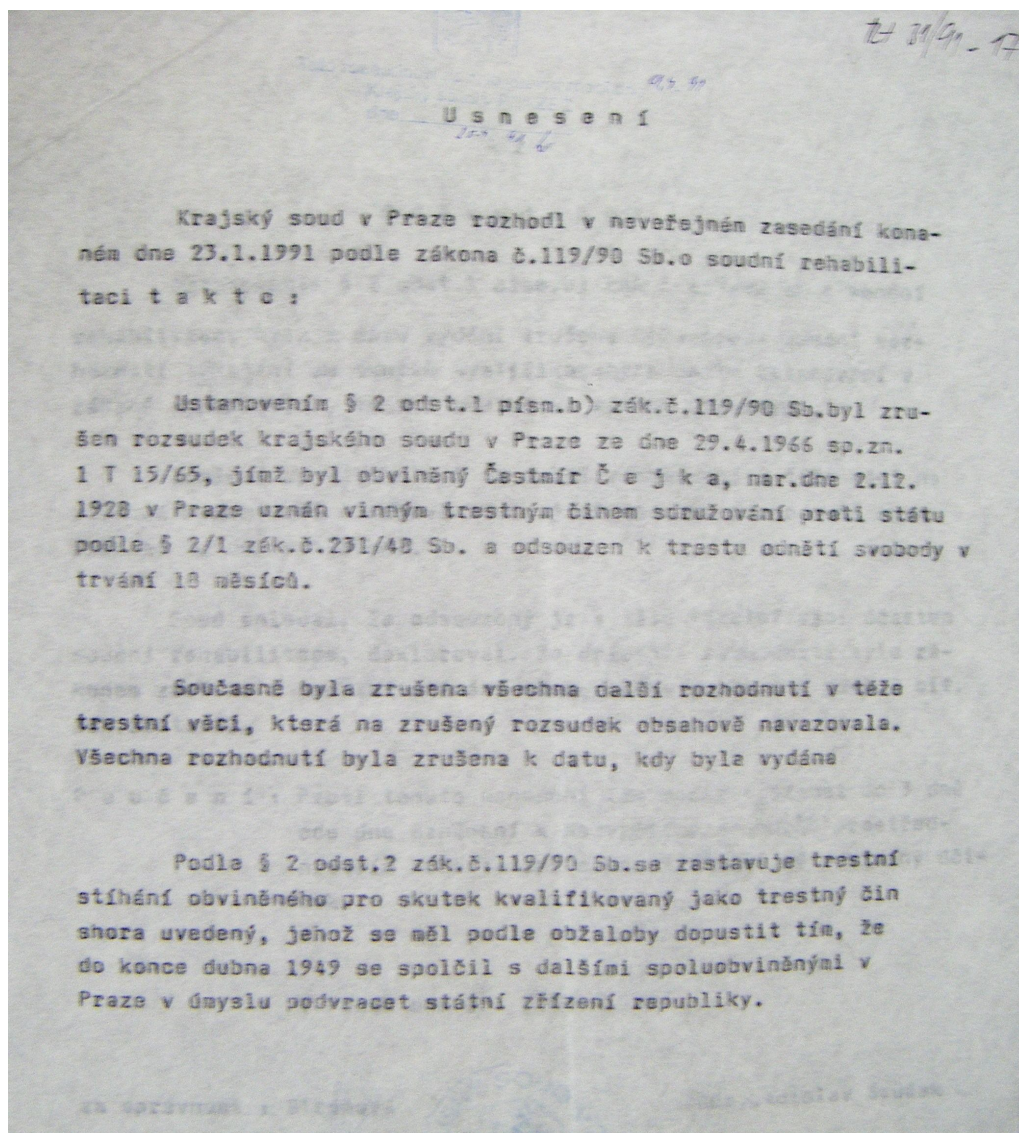 U s n e s e n í
Krajský soud v Praze rozhodl v neveřejném zasedání kona-
ném dne 23.1.1991 podle zákona č.119/90 Sb.o soudní rehabili-
taci t a k t o :
Ustanovením § 2 odst.1 písm.b) zák.č.119/90 Sb.byl zru-
šen rozsudek krajského soudu v Praze ze dne 29.4.1966 sp.zn.
1 T 15/65, jímž byl obviněný Čestmír Č e j k a, nar.dne 2.12.
1928 v Praze uznán vinným trestným činem sdružování proti státu
podle § 2/1 zák.č.231/48 Sb. a odsouzen k trestu odnětí svobody v
trvání 18 měsíců.
Současně byla zrušena všechna další rozhodnutí v téže
trestní věci, která na zrušený rozsudek obsahově navazovala.
Všechna rozhodnutí byla zrušena k datu, kdy byla vydána
Podle § 2 odst.2 zák.č.119/90 Sb.se zastavuje trestní
stíhání obviněného pro skutek kvalifikovaný jako trestný čin
shora uvedený, jehož se měl podle obžaloby dopustit tím, že
do konce dubna 1949 se spolčil s dalšími spoluobviněnými v
Praze v úmyslu podvracet státní zřízení republiky.